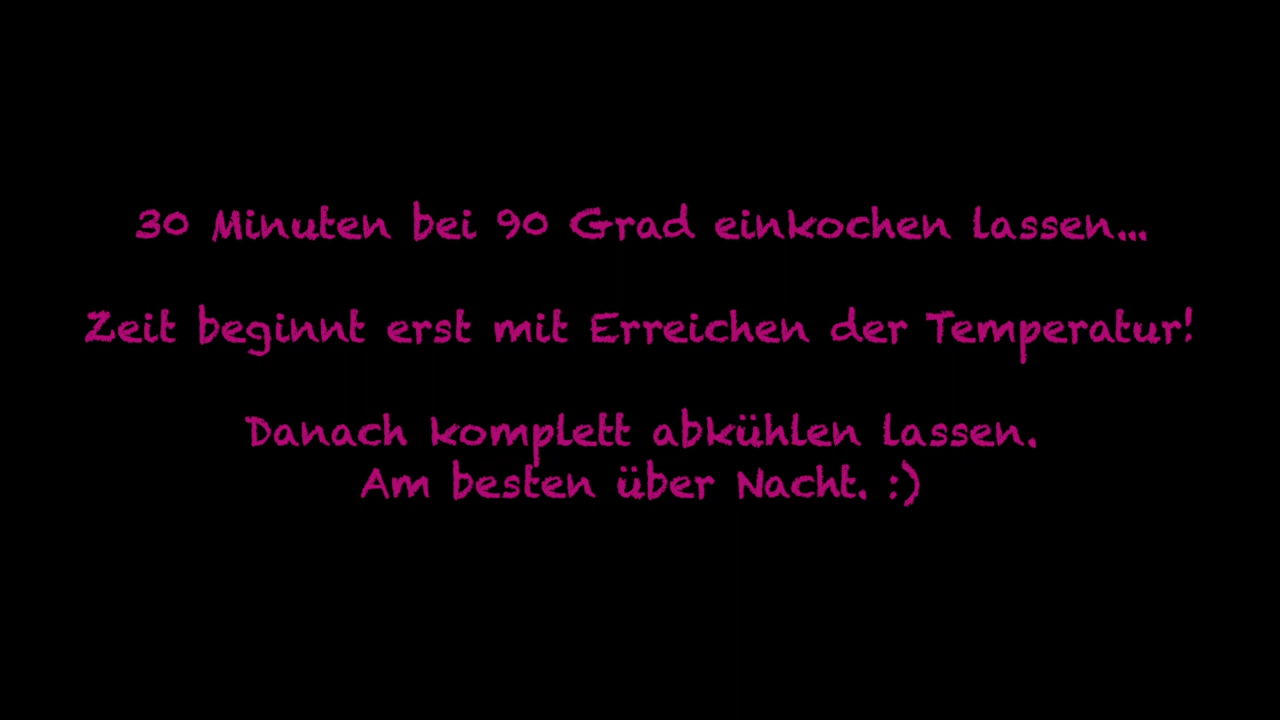 30 Minuten bei 90 Grad einkochen lassen...
Zeit beginnt erst mit Erreichen der Temperatur!
Danach komplett abkühlen lassen.
Am besten über Nacht. :)